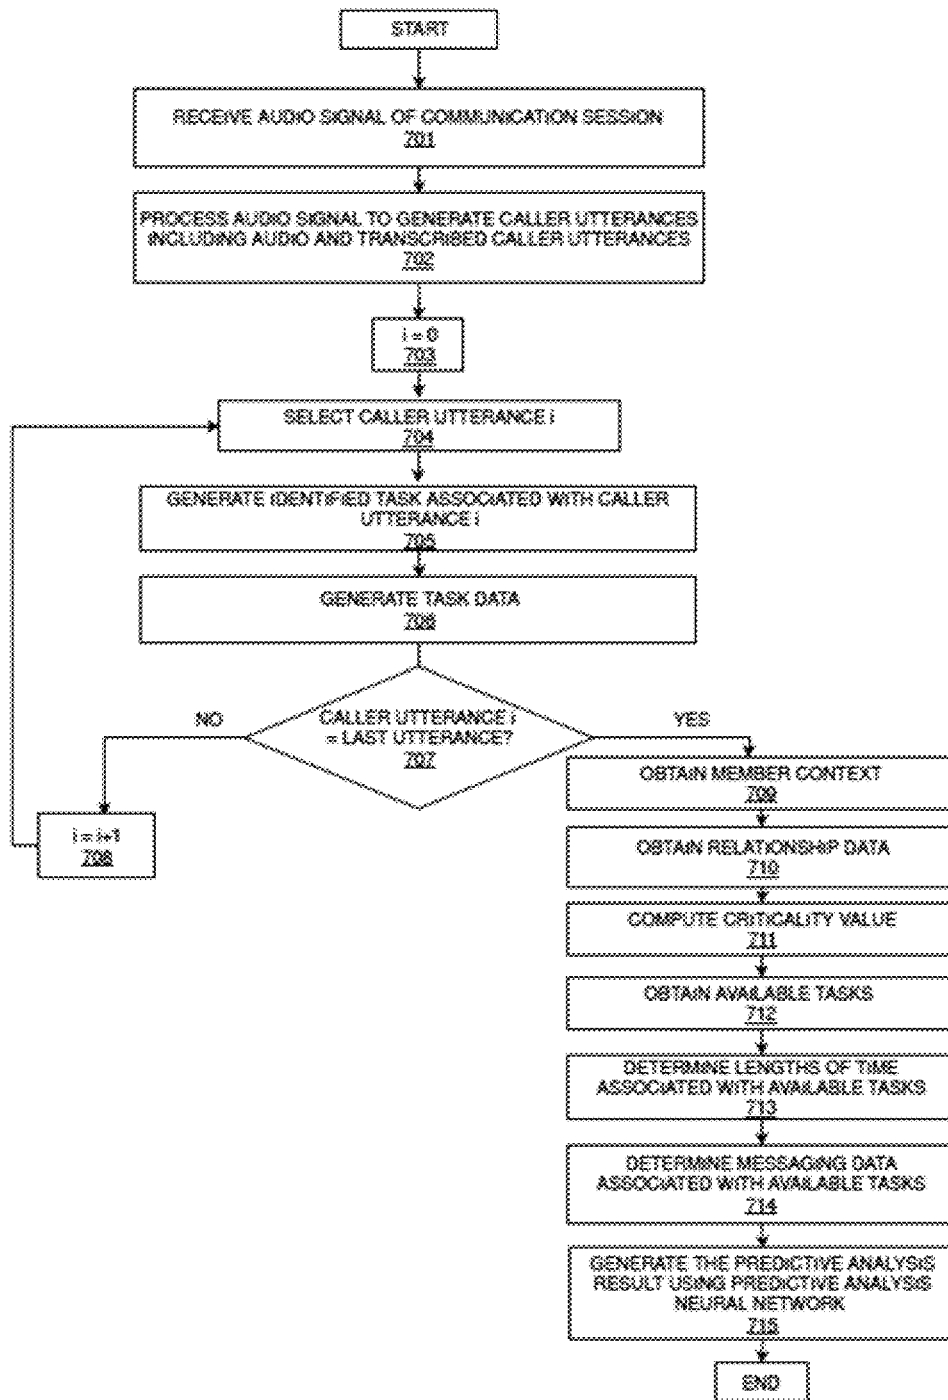 START
RECEIVE AUDIO SIGNAL OF COMMUNICATION SESSION
701
PROCESS AUDIO SIGNAL TO GENERATE CALLER UTTERANCES
INCLUDING AUDIO AND TRANSCRIBED CALLER UTTERANCES
702
i = 0
703
SELECT CALLER UTTERANCE i
704
GENERATE IDENTIFIED TASK ASSOCIATED WITH CALLER
UTTERANCE i
705
GENERATE TASK DATA
706
CALLER UTTERANCE i
= LAST UTTERANCE?
707
NO
YES
i = i+1
708
OBTAIN MEMBER CONTEXT
709
OBTAIN RELATIONSHIP DATA
710
COMPUTE CRITICALITY VALUE
711
OBTAIN AVAILABLE TASKS
712
DETERMINE LENGTHS OF TIME
ASSOCIATED WITH AVAILABLE TASKS
713
DETERMINE MESSAGING DATA
ASSOCIATED WITH AVAILABLE TASKS
714
GENERATE THE PREDICTIVE ANALYSIS
RESULT USING PREDICTIVE ANALYSIS
NEURAL NETWORK
715
END